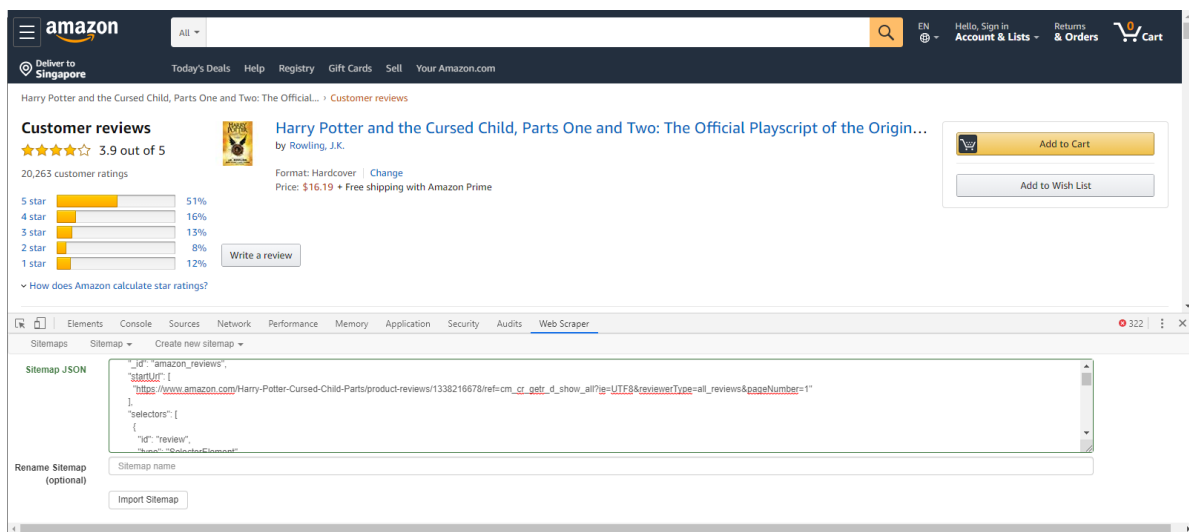 amazon
All
EN
Hello, Sign in
Account & Lists
Returns
& Orders
0
Cart
Deliver to
Singapore
Today's Deals Help Registry Gift Cards Sell Your Amazon.com
Harry Potter and the Cursed Child, Parts One and Two: The Official... › Customer reviews
Customer reviews
3.9 out of 5
20,263 customer ratings
5 star 51%
4 star 16%
3 star 13%
2 star 8%
1 star 12%
How does Amazon calculate star ratings?
HARRY POTTER
Harry Potter and the Cursed Child, Parts One and Two: The Official Playscript of the Origin...
by Rowling, J.K.
Format: Hardcover | Change
Price: $16.19 + Free shipping with Amazon Prime
Write a review
Add to Cart
Add to Wish List
Elements Console Sources Network Performance Memory Application Security Audits Web Scraper
322
Sitemaps Sitemap Create new sitemap
Sitemap JSON
"_id": "amazon_reviews",
"startUrl": [
"https://www.amazon.com/Harry-Potter-Cursed-Child-Parts/product-reviews/1338216678/ref=cm_cr_getr_d_show_all?ie=UTF8&reviewerType=all_reviews&pageNumber=1"
],
"selectors": [
{
"id": "review",
"type": "SelectorElement"
Rename Sitemap
(optional)
Sitemap name
Import Sitemap